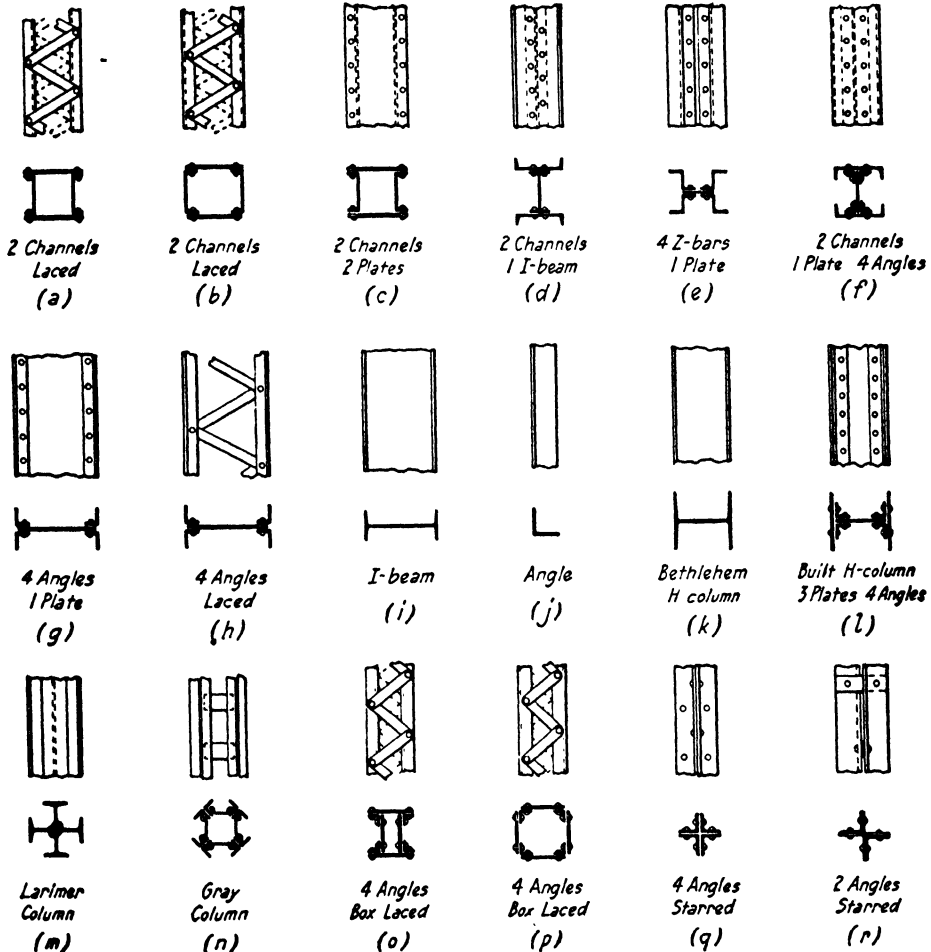 2 Channels
Laced
(a)
2 Channels
Laced
(b)
2 Channels
2 Plates
(c)
2 Channels
1 I-beam
(d)
4 Z-bars
1 Plate
(e)
2 Channels
1 Plate 4 Angles
(f)
4 Angles
1 Plate
(g)
4 Angles
Laced
(h)
I-beam
(i)
Angle
(j)
Bethlehem
H column
(k)
Built H-column
3 Plates 4 Angles
(l)
Larimer
Column
(m)
Gray
Column
(n)
4 Angles
Box Laced
(o)
4 Angles
Box Laced
(p)
4 Angles
Starred
(q)
2 Angles
Starred
(r)